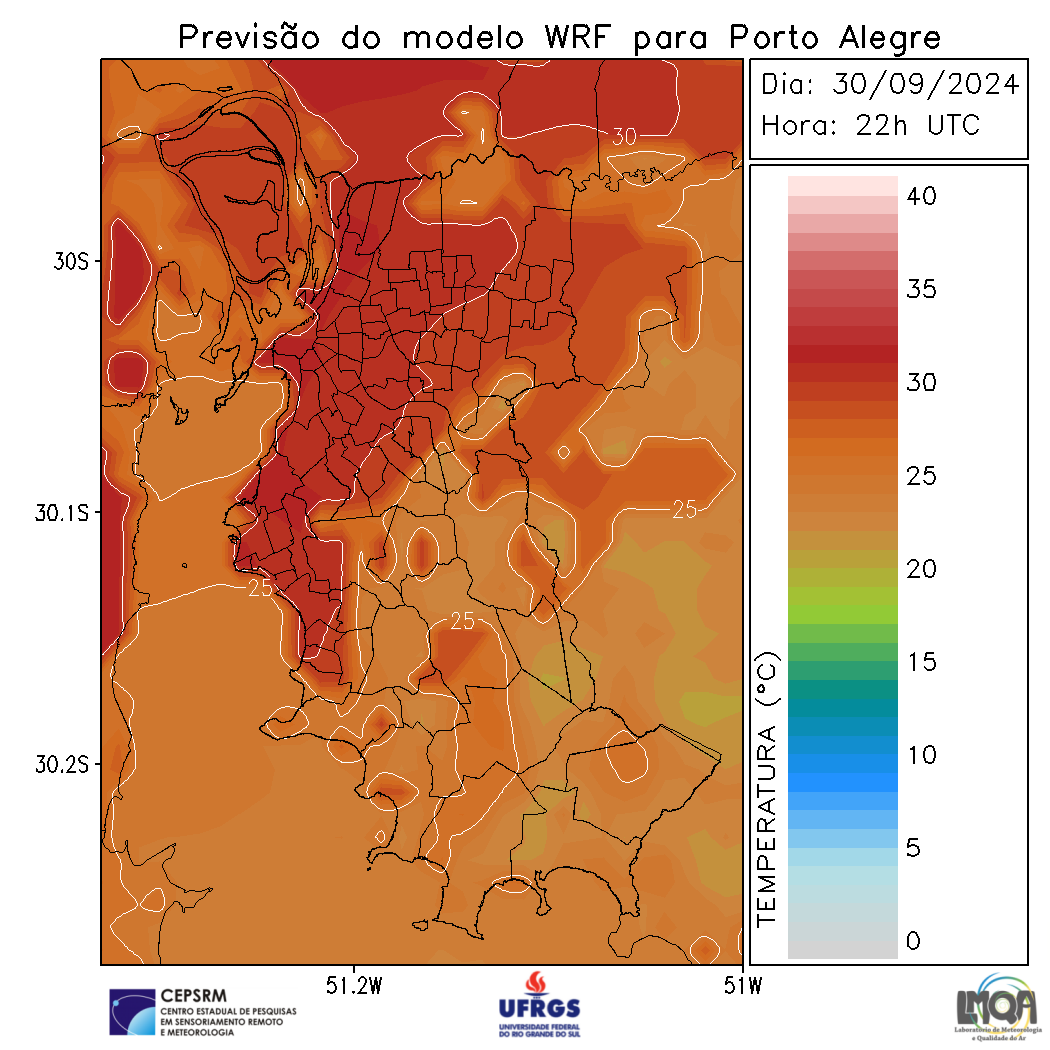 Previsão do modelo WRF para Porto Alegre
Dia: 30/09/2024
Hora: 22h UTC
30
25
25
25
30S
30.1S
30.2S
51.2W
51W
40
35
30
25
20
15
10
5
0
TEMPERATURA (°C)
CEPSRM
CENTRO ESTADUAL DE PESQUISAS
EM SENSORIAMENTO REMOTO
E METEOROLOGIA
UFRGS
UNIVERSIDADE FEDERAL
DO RIO GRANDE DO SUL
LMQA
Laboratório de Meteorologia
e Qualidade do Ar